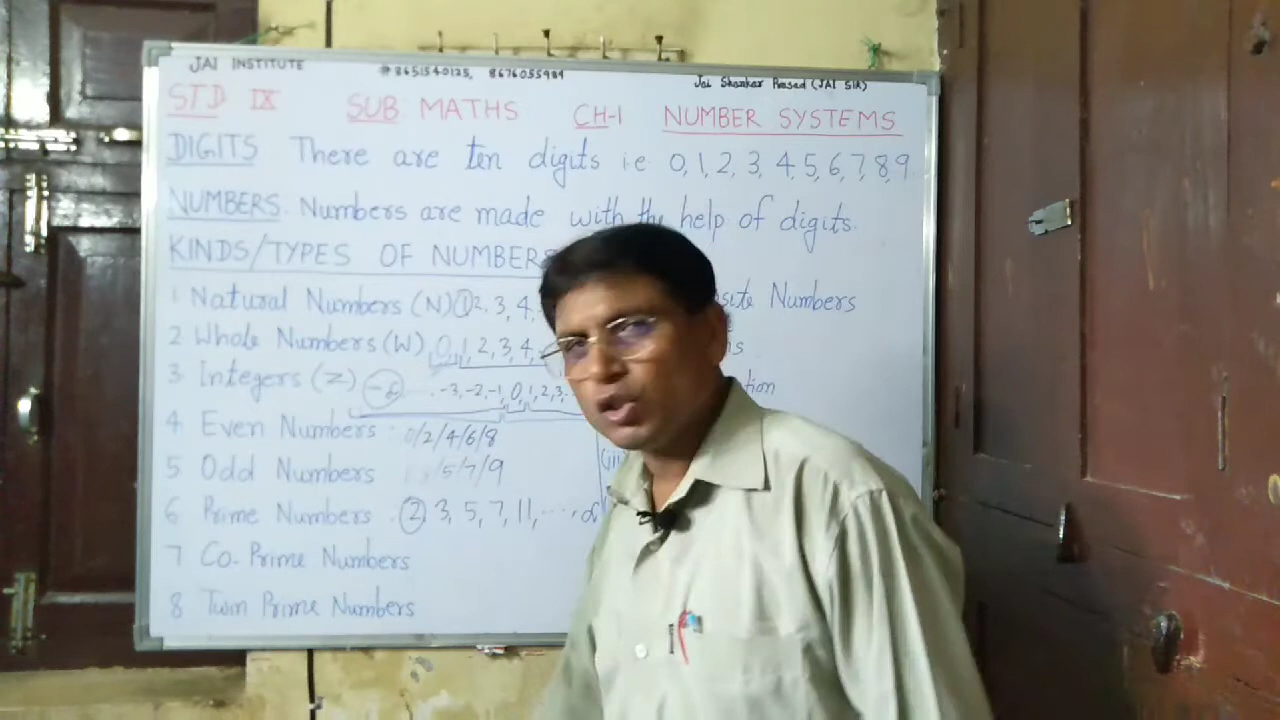 JAI INSTITUTE #8651540125, 8676055989 Jai Shankar Prasad (JAI SIR)
STD IX SUB MATHS CH-1 NUMBER SYSTEMS
DIGITS There are ten digits i.e 0,1,2,3,4,5,6,7,8,9.
NUMBERS. Numbers are made with the help of digits.
KINDS/TYPES OF NUMBERS
1 Natural Numbers (N) 1 2, 3, 4, Numbers
2 Whole Numbers (W) 0, 1, 2, 3, 4,
3 Integers (Z) ..... -3, -2, -1, 0, 1, 2, 3,
4 Even Numbers 0/2/4/6/8
5 Odd Numbers /5/7/9
6 Prime Numbers 2, 3, 5, 7, 11, ....,
7 Co-Prime Numbers
8 Twin Prime Numbers